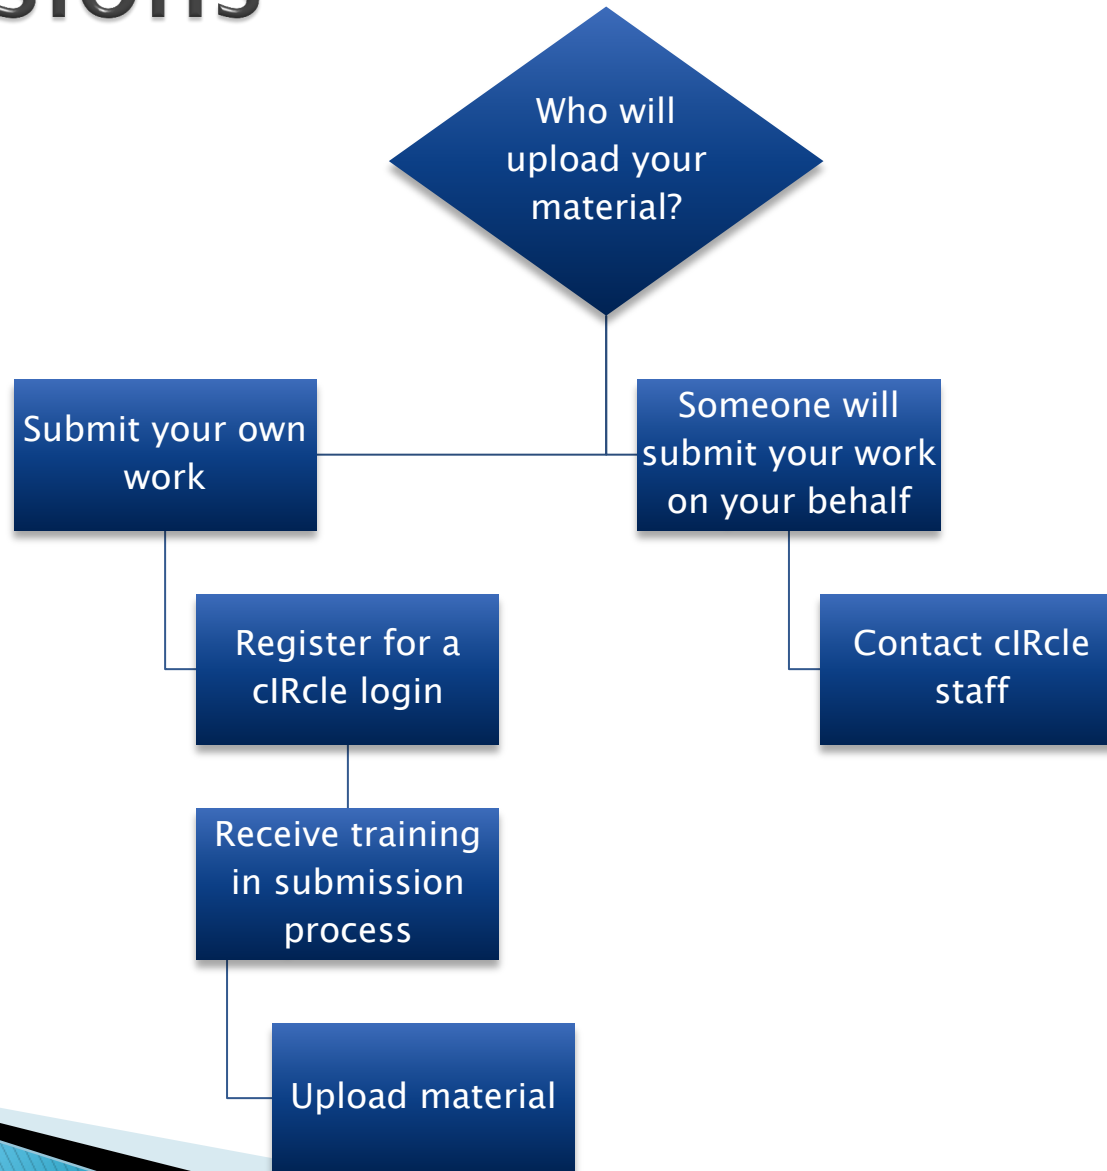 Who will
upload your
material?
Submit your own
work
Someone will
submit your work
on your behalf
Register for a
cIRcle login
Contact cIRcle
staff
Receive training
in submission
process
Upload material